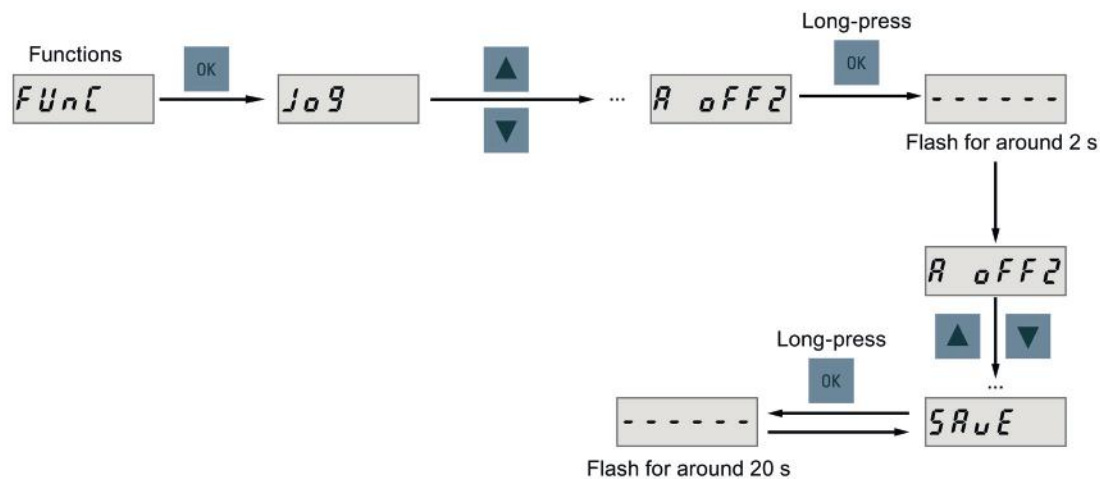 Functions
OK
Long-press
OK
FUnC
Jog
...
A oFF2
------
Flash for around 2 s
A oFF2
Long-press
OK
...
------
SAvE
Flash for around 20 s